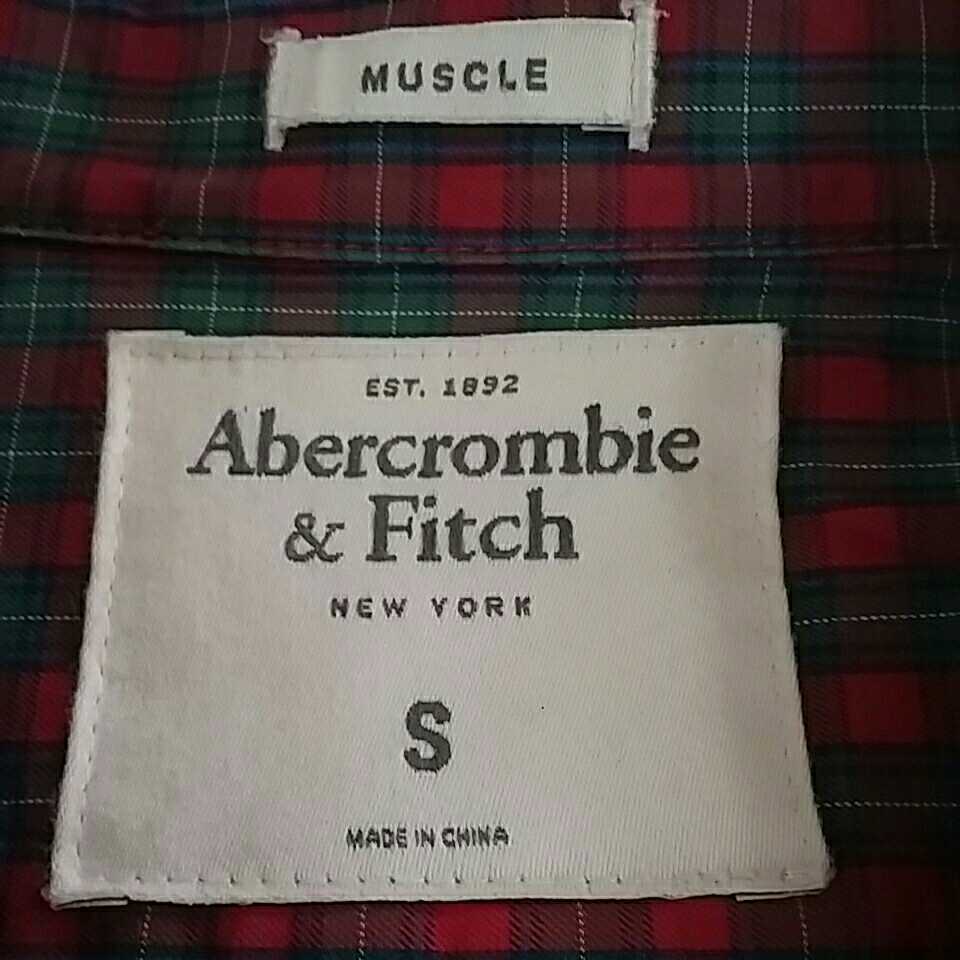 MUSCLE
EST. 1892
Abercrombie
& Fitch
NEW YORK
S
MADE IN CHINA